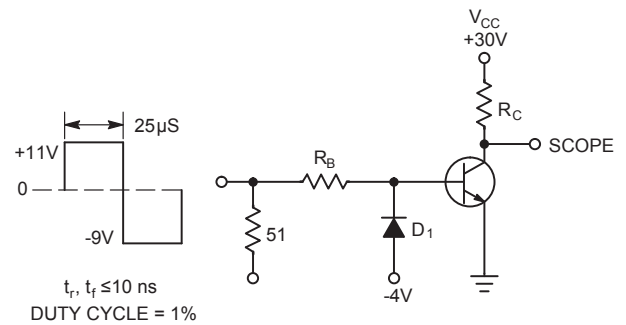 V_CC
+30V
R_C
SCOPE
25μS
+11V
0
-9V
R_B
51
D_1
-4V
t_r, t_f ≤10 ns
DUTY CYCLE = 1%